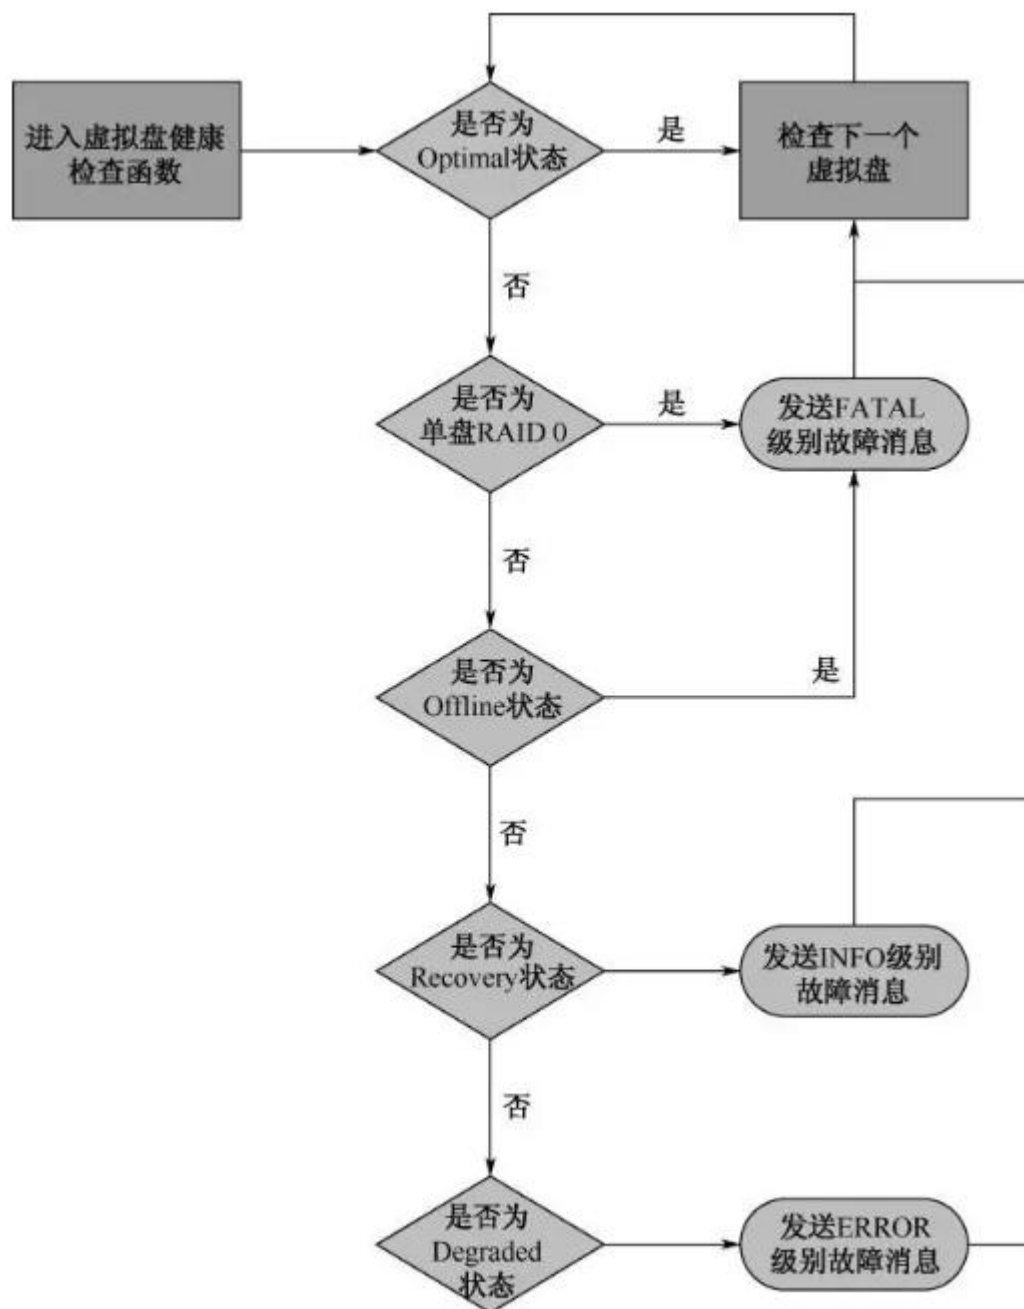 进入虚拟盘健康
检查函数
是否为
Optimal状态
是
检查下一个
虚拟盘
否
是否为
单盘RAID 0
是
发送FATAL
级别故障消息
否
是否为
Offline状态
是
否
是否为
Recovery状态
发送INFO级别
故障消息
否
是否为
Degraded
状态
发送ERROR
级别故障消息